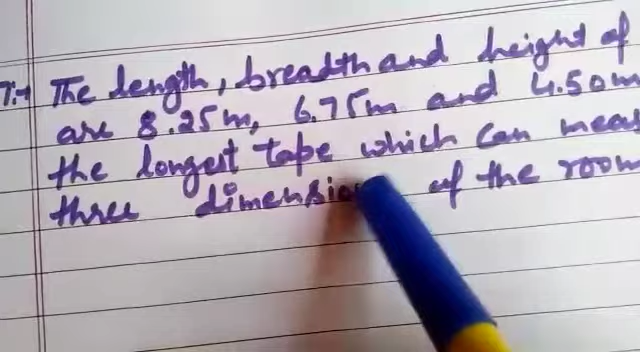 7.→ The length, breadth and height of
are 8.25m, 6.75m and 4.50m
the longest tape which can meas
three dimensio of the room